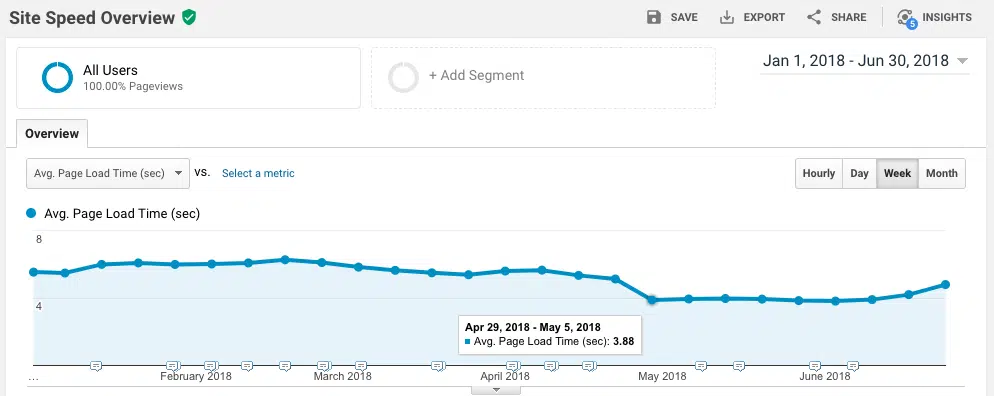 Site Speed Overview
SAVE
EXPORT
SHARE
INSIGHTS
5
All Users
100.00% Pageviews
+ Add Segment
Jan 1, 2018 - Jun 30, 2018
Overview
Avg. Page Load Time (sec)
vs.
Select a metric
Hourly
Day
Week
Month
Avg. Page Load Time (sec)
8
4
Apr 29, 2018 - May 5, 2018
Avg. Page Load Time (sec): 3.88
...
February 2018
March 2018
April 2018
May 2018
June 2018